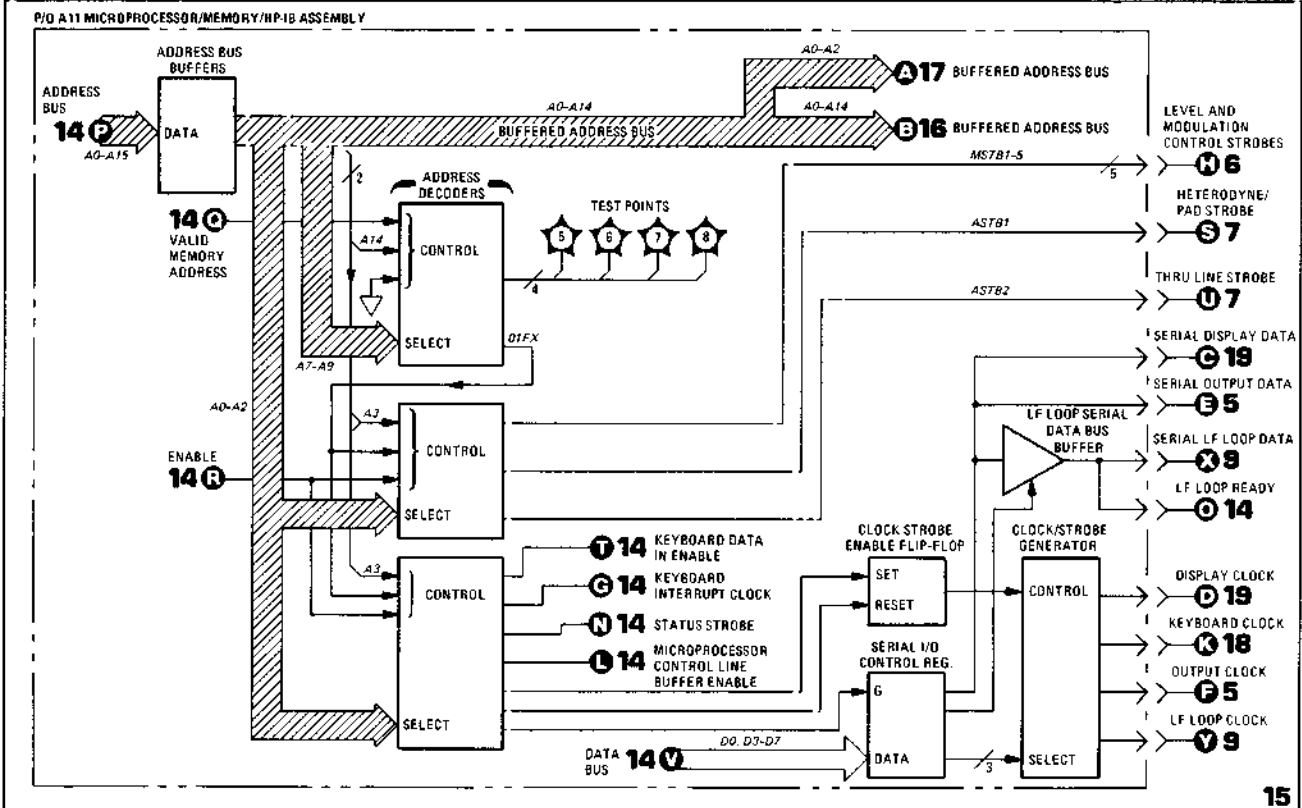 P/O A11 MICROPROCESSOR/MEMORY/HP-IB ASSEMBLY
ADDRESS BUS
BUFFERS
ADDRESS
BUS
14 P
A0-A15
DATA
A0-A14
BUFFERED ADDRESS BUS
A0-A2
A 17 BUFFERED ADDRESS BUS
A0-A14
B 16 BUFFERED ADDRESS BUS
LEVEL AND
MODULATION
CONTROL STROBES
MSTB1-5
5
H 6
2
ADDRESS
DECODERS
14 Q
VALID
MEMORY
ADDRESS
A14
CONTROL
SELECT
A7-A9
TEST POINTS
5
6
7
8
4
01FX
HETERODYNE/
PAD STROBE
ASTB1
S 7
THRU LINE STROBE
ASTB2
U 7
SERIAL DISPLAY DATA
C 19
SERIAL OUTPUT DATA
E 5
LF LOOP SERIAL
DATA BUS
BUFFER
SERIAL LF LOOP DATA
X 9
LF LOOP READY
O 14
A0-A2
ENABLE
14 R
A3
CONTROL
SELECT
A3
CONTROL
SELECT
T 14 KEYBOARD DATA
IN ENABLE
G 14 KEYBOARD
INTERRUPT CLOCK
N 14 STATUS STROBE
L 14 MICROPROCESSOR
CONTROL LINE
BUFFER ENABLE
CLOCK STROBE
ENABLE FLIP-FLOP
SET
RESET
CLOCK/STROBE
GENERATOR
CONTROL
SELECT
SERIAL I/O
CONTROL REG.
G
DATA
3
DATA
BUS
14 V
D0, D3-D7
DISPLAY CLOCK
D 19
KEYBOARD CLOCK
K 18
OUTPUT CLOCK
F 5
LF LOOP CLOCK
Y 9
15